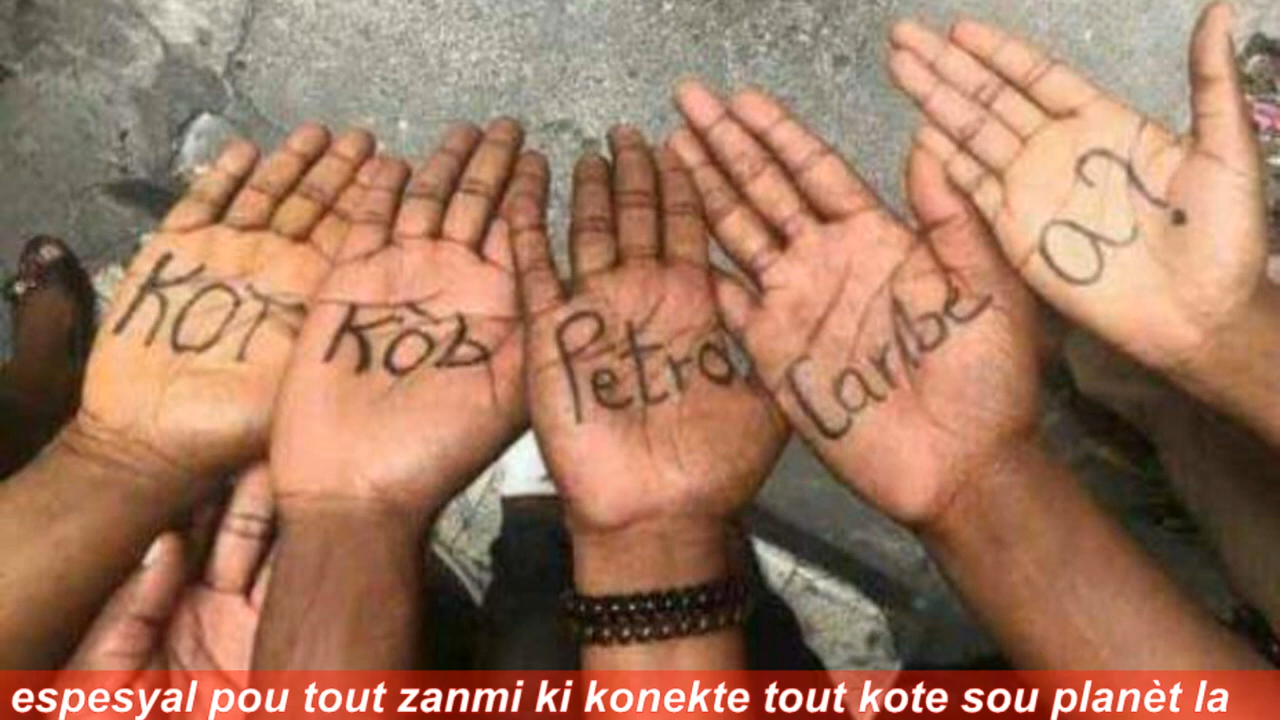 KOT Kòb Petro Caribe a?
espesyal pou tout zanmi ki konekte tout kote sou planèt la